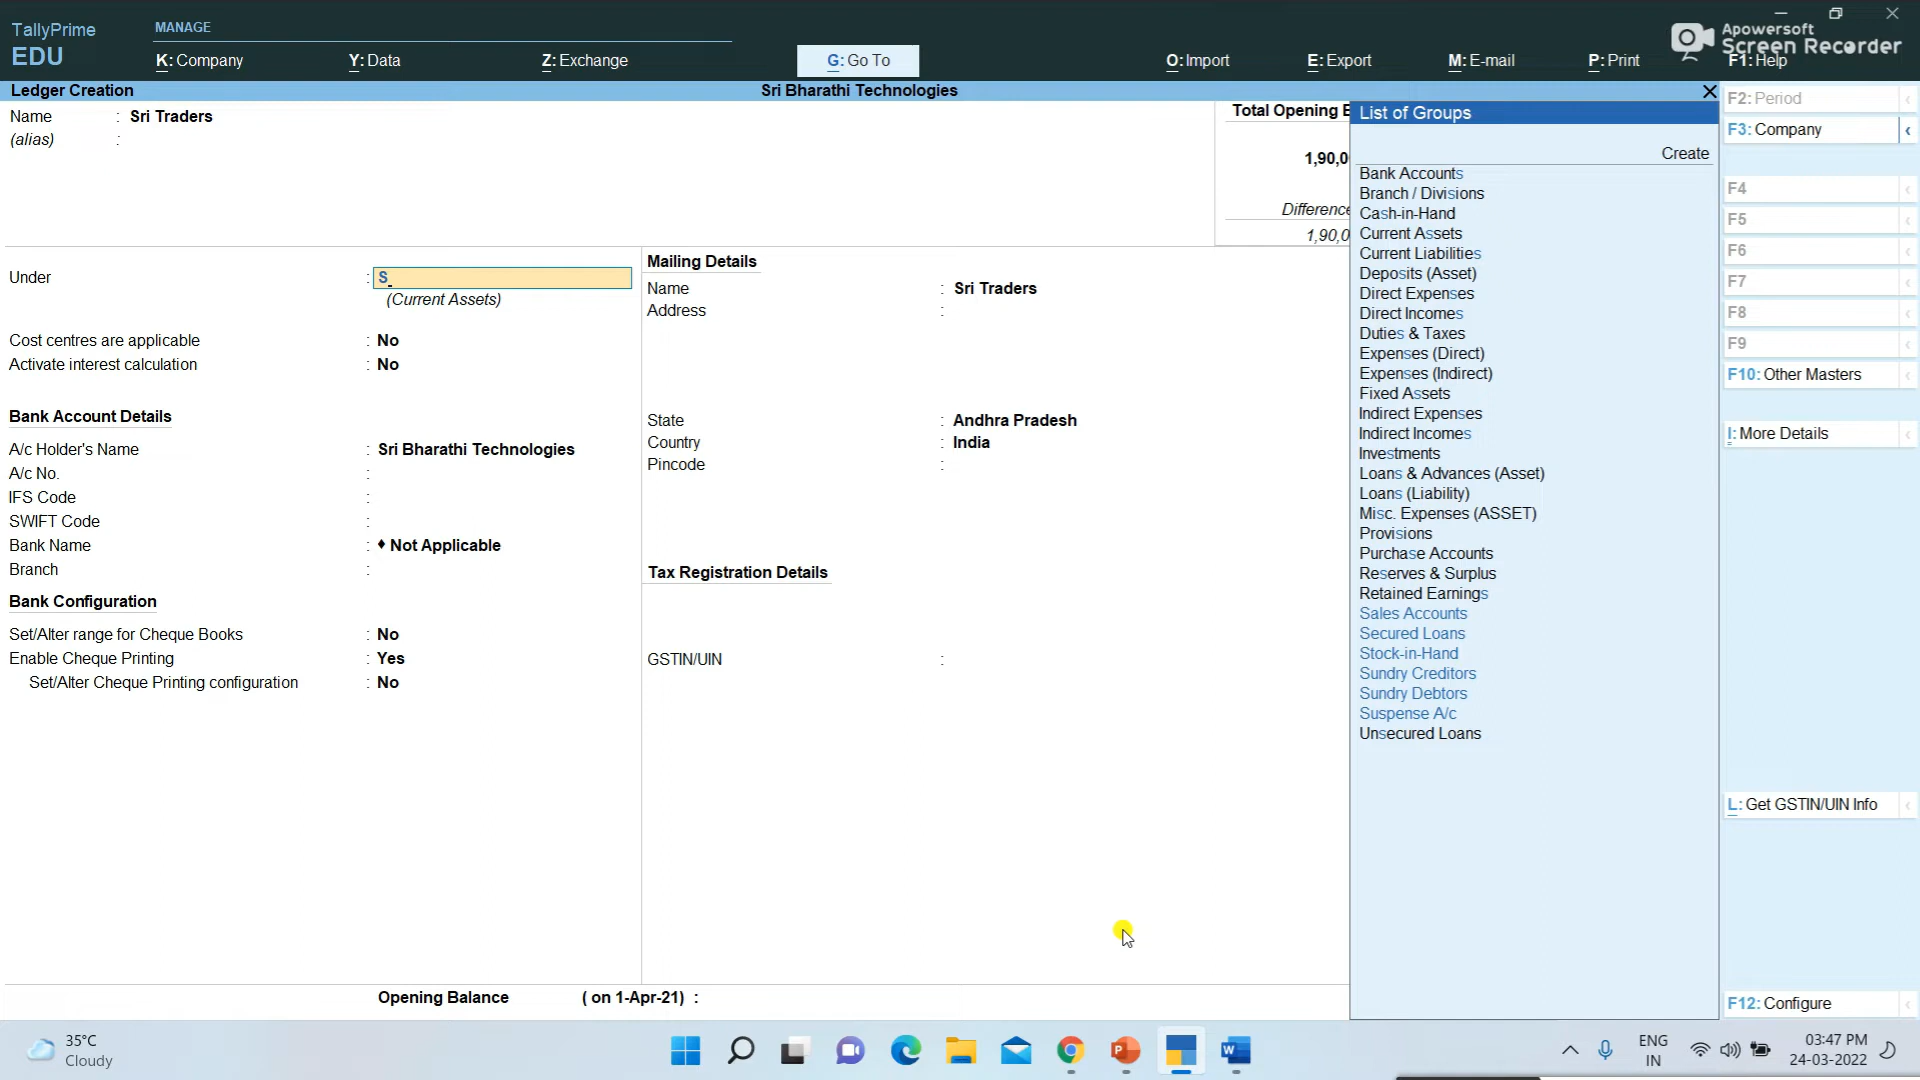 TallyPrime
EDU
MANAGE
K: Company
Y: Data
Z: Exchange
G: Go To
O: Import
E: Export
M: E-mail
P: Print
F1: Help
Apowersoft
Screen Recorder
Ledger Creation
Sri Bharathi Technologies
Name : Sri Traders
(alias) :
Total Opening
1,90,0
Difference
1,90,0
Under : S
(Current Assets)
Cost centres are applicable : No
Activate interest calculation : No
Bank Account Details
A/c Holder's Name : Sri Bharathi Technologies
A/c No. :
IFS Code :
SWIFT Code :
Bank Name : ♦ Not Applicable
Branch :
Bank Configuration
Set/Alter range for Cheque Books : No
Enable Cheque Printing : Yes
Set/Alter Cheque Printing configuration : No
Mailing Details
Name : Sri Traders
Address :
State : Andhra Pradesh
Country : India
Pincode :
Tax Registration Details
GSTIN/UIN :
Opening Balance ( on 1-Apr-21) :
List of Groups
Create
Bank Accounts
Branch / Divisions
Cash-in-Hand
Current Assets
Current Liabilities
Deposits (Asset)
Direct Expenses
Direct Incomes
Duties & Taxes
Expenses (Direct)
Expenses (Indirect)
Fixed Assets
Indirect Expenses
Indirect Incomes
Investments
Loans & Advances (Asset)
Loans (Liability)
Misc. Expenses (ASSET)
Provisions
Purchase Accounts
Reserves & Surplus
Retained Earnings
Sales Accounts
Secured Loans
Stock-in-Hand
Sundry Creditors
Sundry Debtors
Suspense A/c
Unsecured Loans
F2: Period
F3: Company
F4
F5
F6
F7
F8
F9
F10: Other Masters
I: More Details
L: Get GSTIN/UIN Info
F12: Configure
35°C
Cloudy
ENG
IN
03:47 PM
24-03-2022